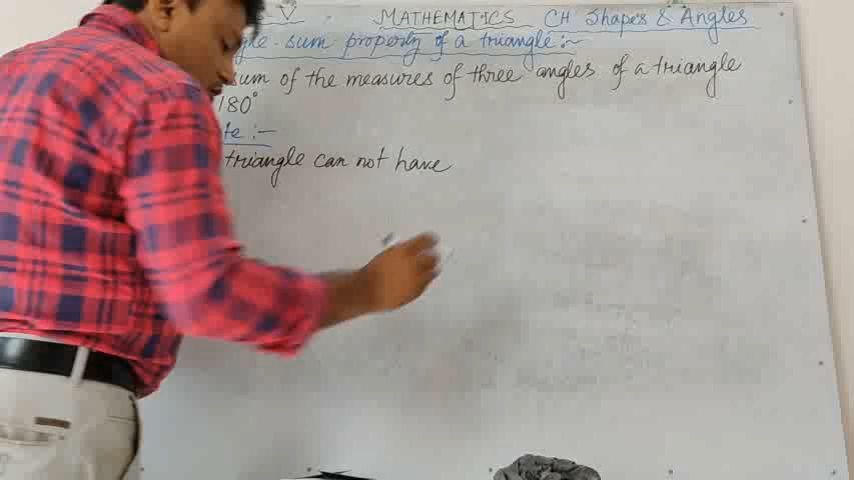 V MATHEMATICS CH Shapes & Angles
gle-sum property of a triangle:~
sum of the measures of three angles of a triangle
180°
te:-
triangle can not have